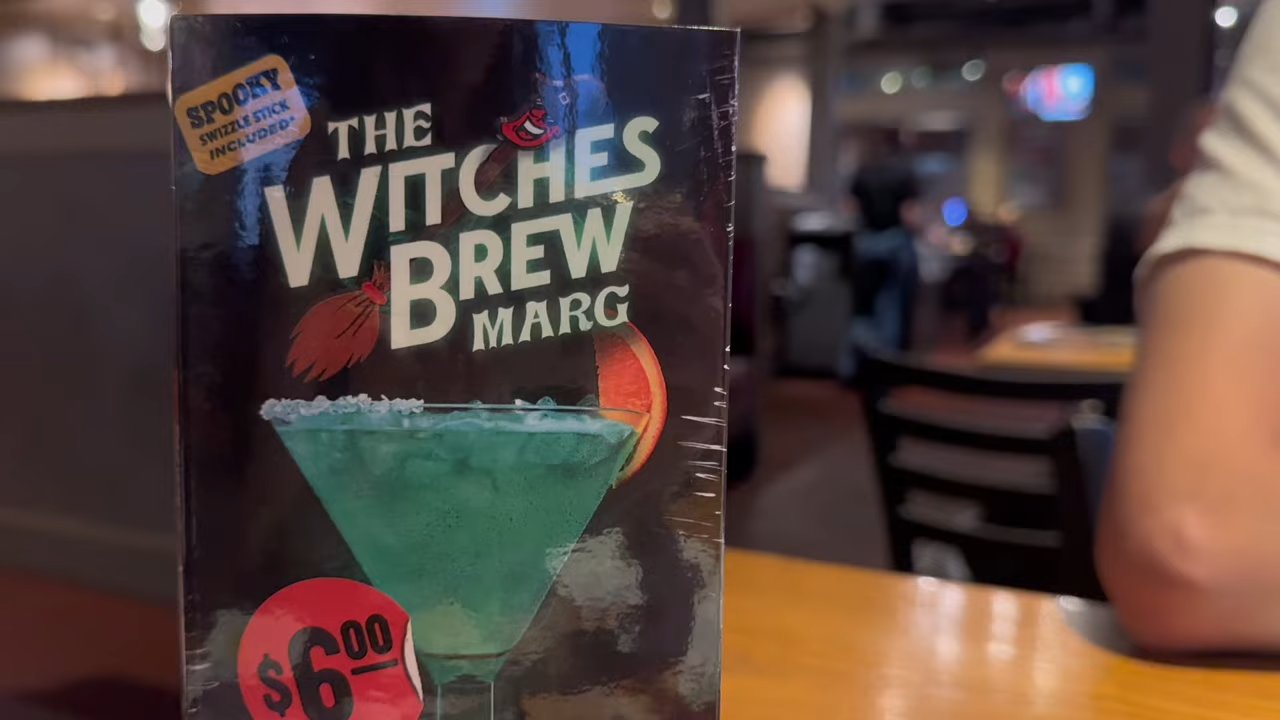 SPOOKY
SWIZZLE STICK
INCLUDED*
THE
WITCHES
BREW
MARG
$6.00